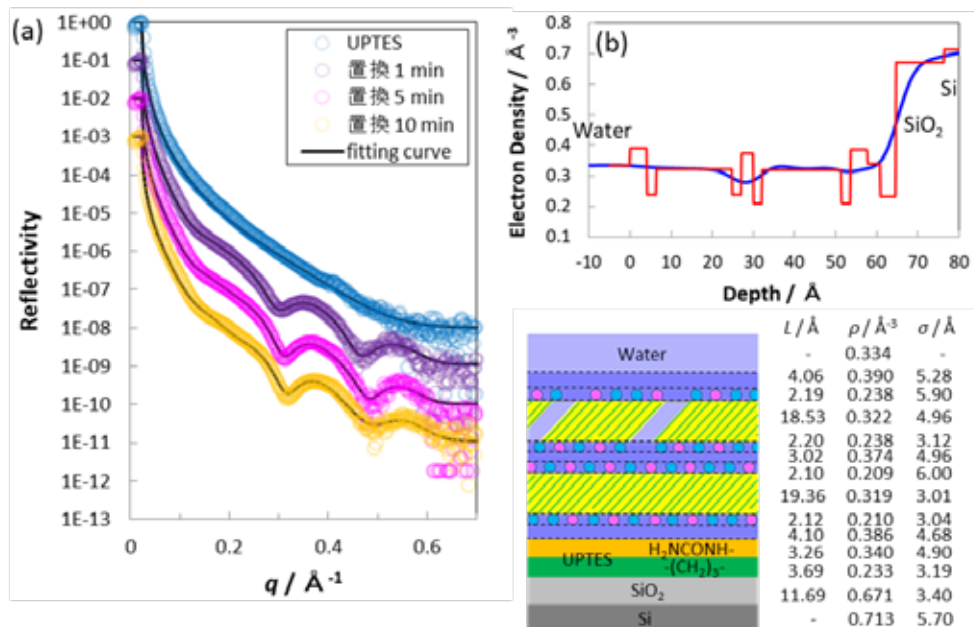 (a)
1E+00
1E-01
1E-02
1E-03
1E-04
1E-05
1E-06
1E-07
1E-08
1E-09
1E-10
1E-11
1E-12
1E-13
Reflectivity
0
0.2
0.4
0.6
q / Å⁻¹
UPTES
置換 1 min
置換 5 min
置換 10 min
fitting curve
(b)
Electron Density / Å⁻³
0.8
0.7
0.6
0.5
0.4
0.3
0.2
0.1
Water
Si
SiO₂
-10 0 10 20 30 40 50 60 70 80
Depth / Å
L / Å ρ / Å⁻³ σ / Å
Water - 0.334 -
4.06 0.390 5.28
2.19 0.238 5.90
18.53 0.322 4.96
2.20 0.238 3.12
3.02 0.374 4.96
2.10 0.209 6.00
19.36 0.319 3.01
2.12 0.210 3.04
4.10 0.386 4.68
H₂NCONH- 3.26 0.340 4.90
UPTES -(CH₂)₃- 3.69 0.233 3.19
SiO₂ 11.69 0.671 3.40
Si - 0.713 5.70